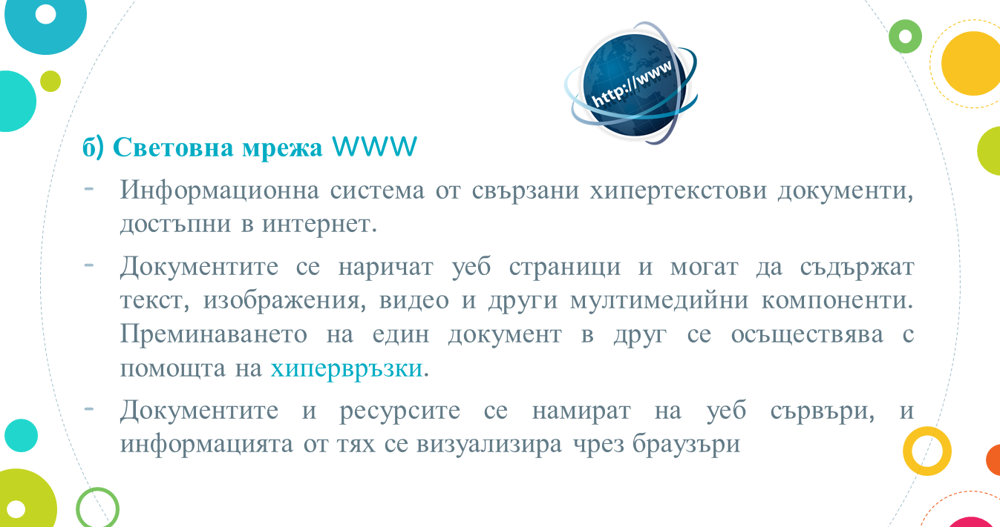 http://www
б) Световна мрежа WWW
- Информационна система от свързани хипертекстови документи,
достъпни в интернет.
- Документите се наричат уеб страници и могат да съдържат
текст, изображения, видео и други мултимедийни компоненти.
Преминаването на един документ в друг се осъществява с
помощта на хипервръзки.
- Документите и ресурсите се намират на уеб сървъри, и
информацията от тях се визуализира чрез браузъри